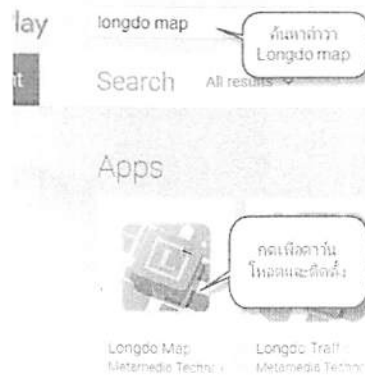 lay
longdo map
ค้นหาคำว่า
Longdo map
Search All results
Apps
กดเพื่อดาวน์
โหลดและติดตั้ง
Longdo Map
Longdo Traff
Metamedia Techn
Metamedia Techno